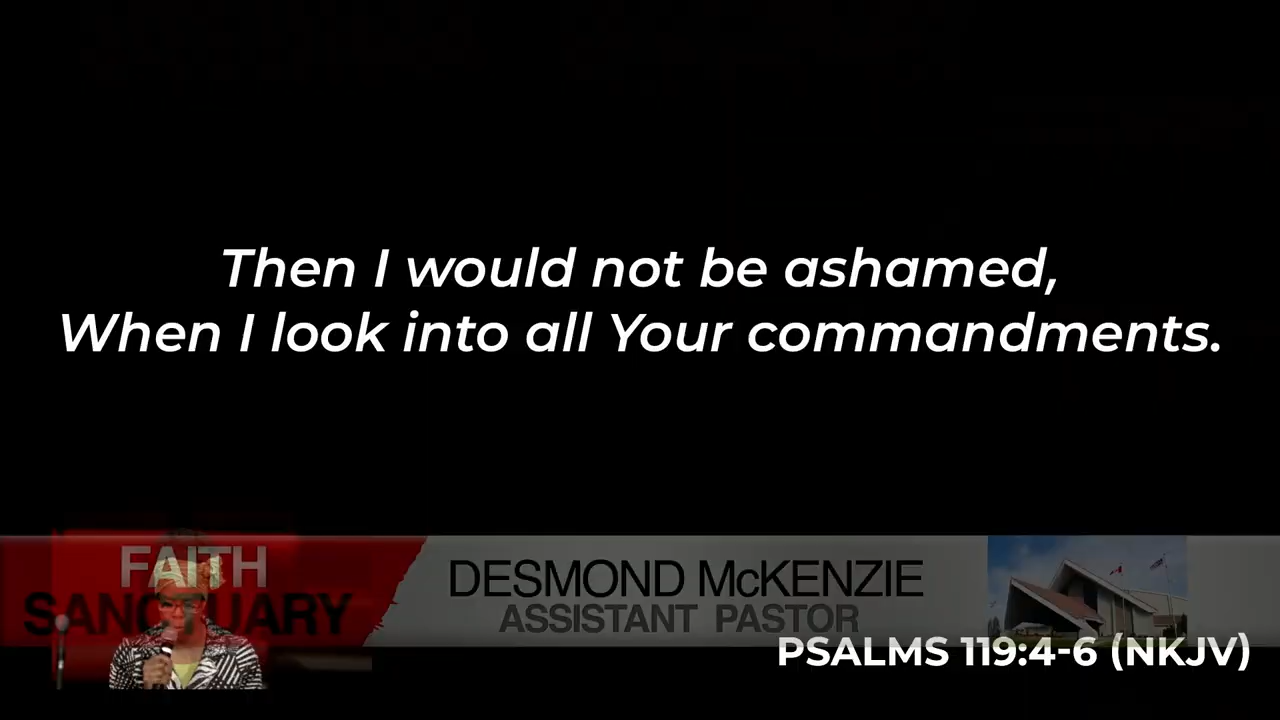 Then I would not be ashamed,
When I look into all Your commandments.
FAITH
SANCTUARY
DESMOND McKENZIE
ASSISTANT PASTOR
PSALMS 119:4-6 (NKJV)